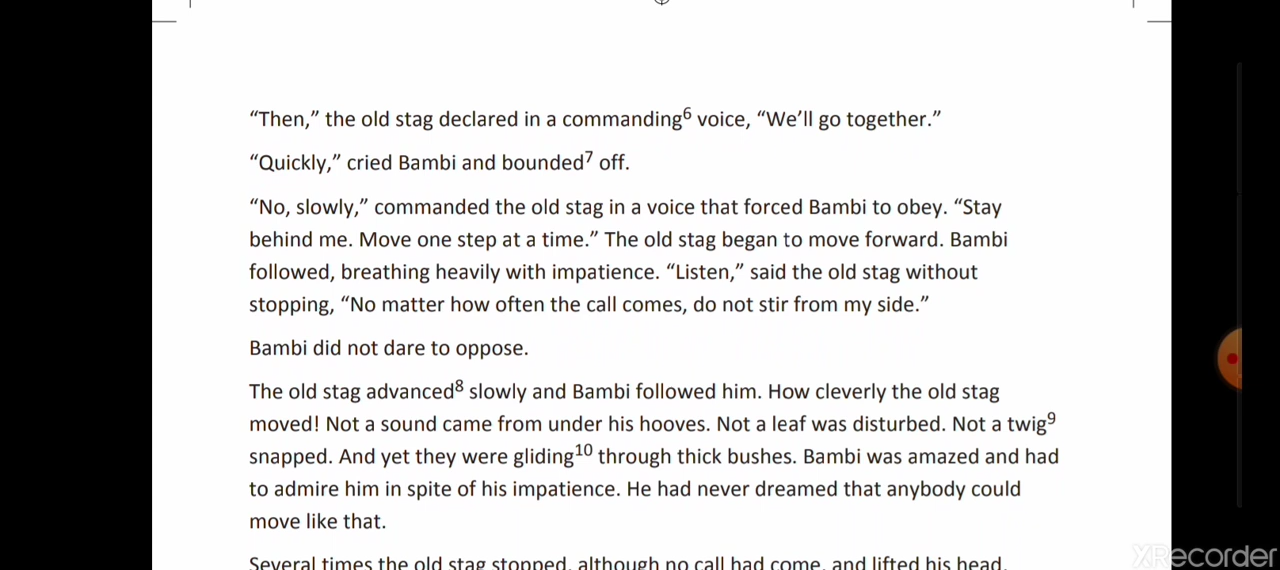 “Then,” the old stag declared in a commanding6 voice, “We’ll go together.”
“Quickly,” cried Bambi and bounded7 off.
“No, slowly,” commanded the old stag in a voice that forced Bambi to obey. “Stay
behind me. Move one step at a time.” The old stag began to move forward. Bambi
followed, breathing heavily with impatience. “Listen,” said the old stag without
stopping, “No matter how often the call comes, do not stir from my side.”
Bambi did not dare to oppose.
The old stag advanced8 slowly and Bambi followed him. How cleverly the old stag
moved! Not a sound came from under his hooves. Not a leaf was disturbed. Not a twig9
snapped. And yet they were gliding10 through thick bushes. Bambi was amazed and had
to admire him in spite of his impatience. He had never dreamed that anybody could
move like that.
Several times the old stag stopped, although no call had come, and lifted his head,
XRecorder